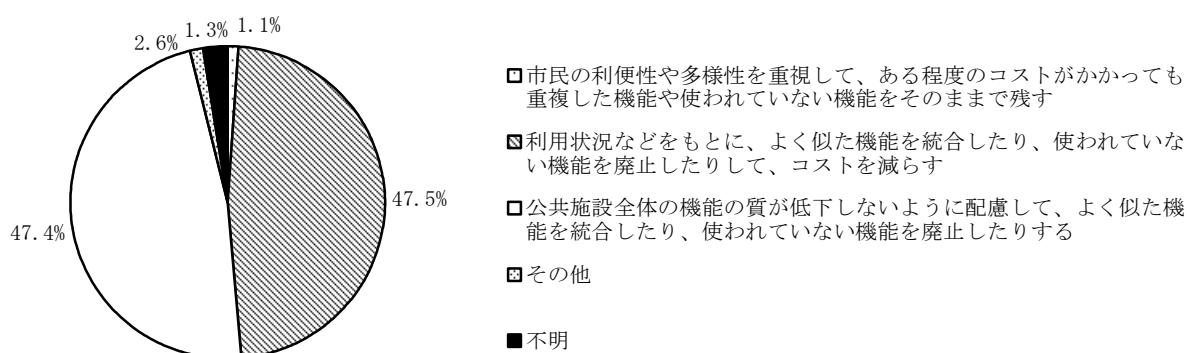 2.6%
1.3%
1.1%
47.5%
47.4%
市民の利便性や多様性を重視して、ある程度のコストがかかっても
重複した機能や使われていない機能をそのままで残す
利用状況などをもとに、よく似た機能を統合したり、使われていな
い機能を廃止したりして、コストを減らす
公共施設全体の機能の質が低下しないように配慮して、よく似た機
能を統合したり、使われていない機能を廃止したりする
その他
不明